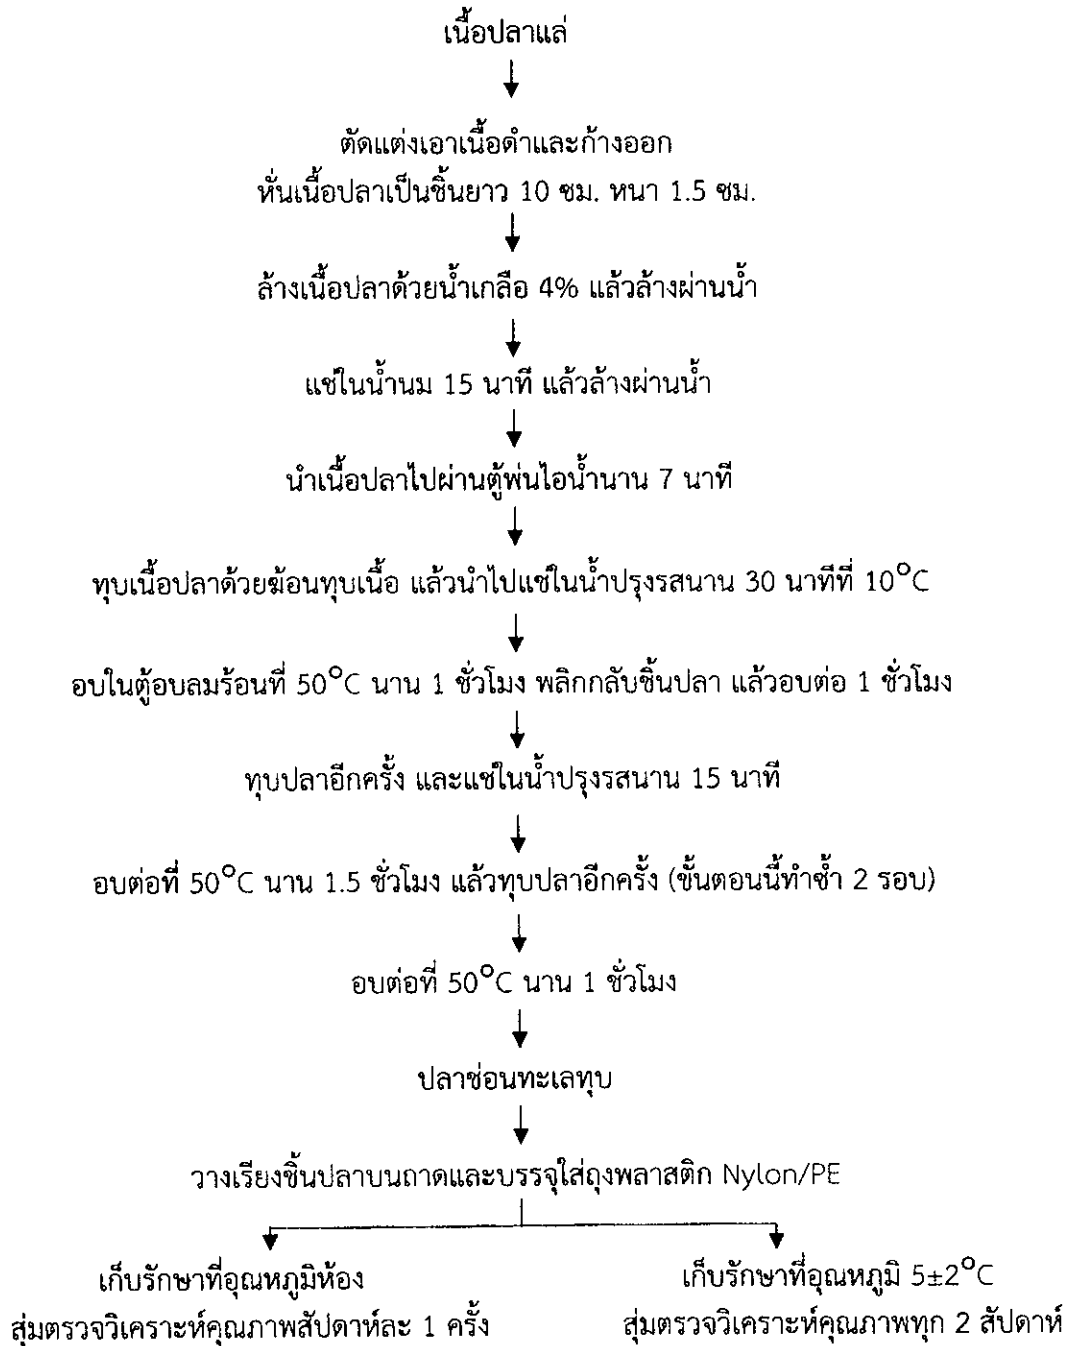 เนื้อปลาแล่
ตัดแต่งเอาเนื้อดำและก้างออก
หั่นเนื้อปลาเป็นชิ้นยาว 10 ซม. หนา 1.5 ซม.
ล้างเนื้อปลาด้วยน้ำเกลือ 4% แล้วล้างผ่านน้ำ
แช่ในน้ำนม 15 นาที แล้วล้างผ่านน้ำ
นำเนื้อปลาไปผ่านตู้พ่นไอน้ำนาน 7 นาที
ทุบเนื้อปลาด้วยฆ้อนทุบเนื้อ แล้วนำไปแช่ในน้ำปรุงรสนาน 30 นาทีที่ 10°C
อบในตู้อบลมร้อนที่ 50°C นาน 1 ชั่วโมง พลิกกลับชิ้นปลา แล้วอบต่อ 1 ชั่วโมง
ทุบปลาอีกครั้ง และแช่ในน้ำปรุงรสนาน 15 นาที
อบต่อที่ 50°C นาน 1.5 ชั่วโมง แล้วทุบปลาอีกครั้ง (ขั้นตอนนี้ทำซ้ำ 2 รอบ)
อบต่อที่ 50°C นาน 1 ชั่วโมง
ปลาช่อนทะเลทุบ
วางเรียงชิ้นปลาบนถาดและบรรจุใส่ถุงพลาสติก Nylon/PE
เก็บรักษาที่อุณหภูมิห้อง
สุ่มตรวจวิเคราะห์คุณภาพสัปดาห์ละ 1 ครั้ง
เก็บรักษาที่อุณหภูมิ 5±2°C
สุ่มตรวจวิเคราะห์คุณภาพทุก 2 สัปดาห์